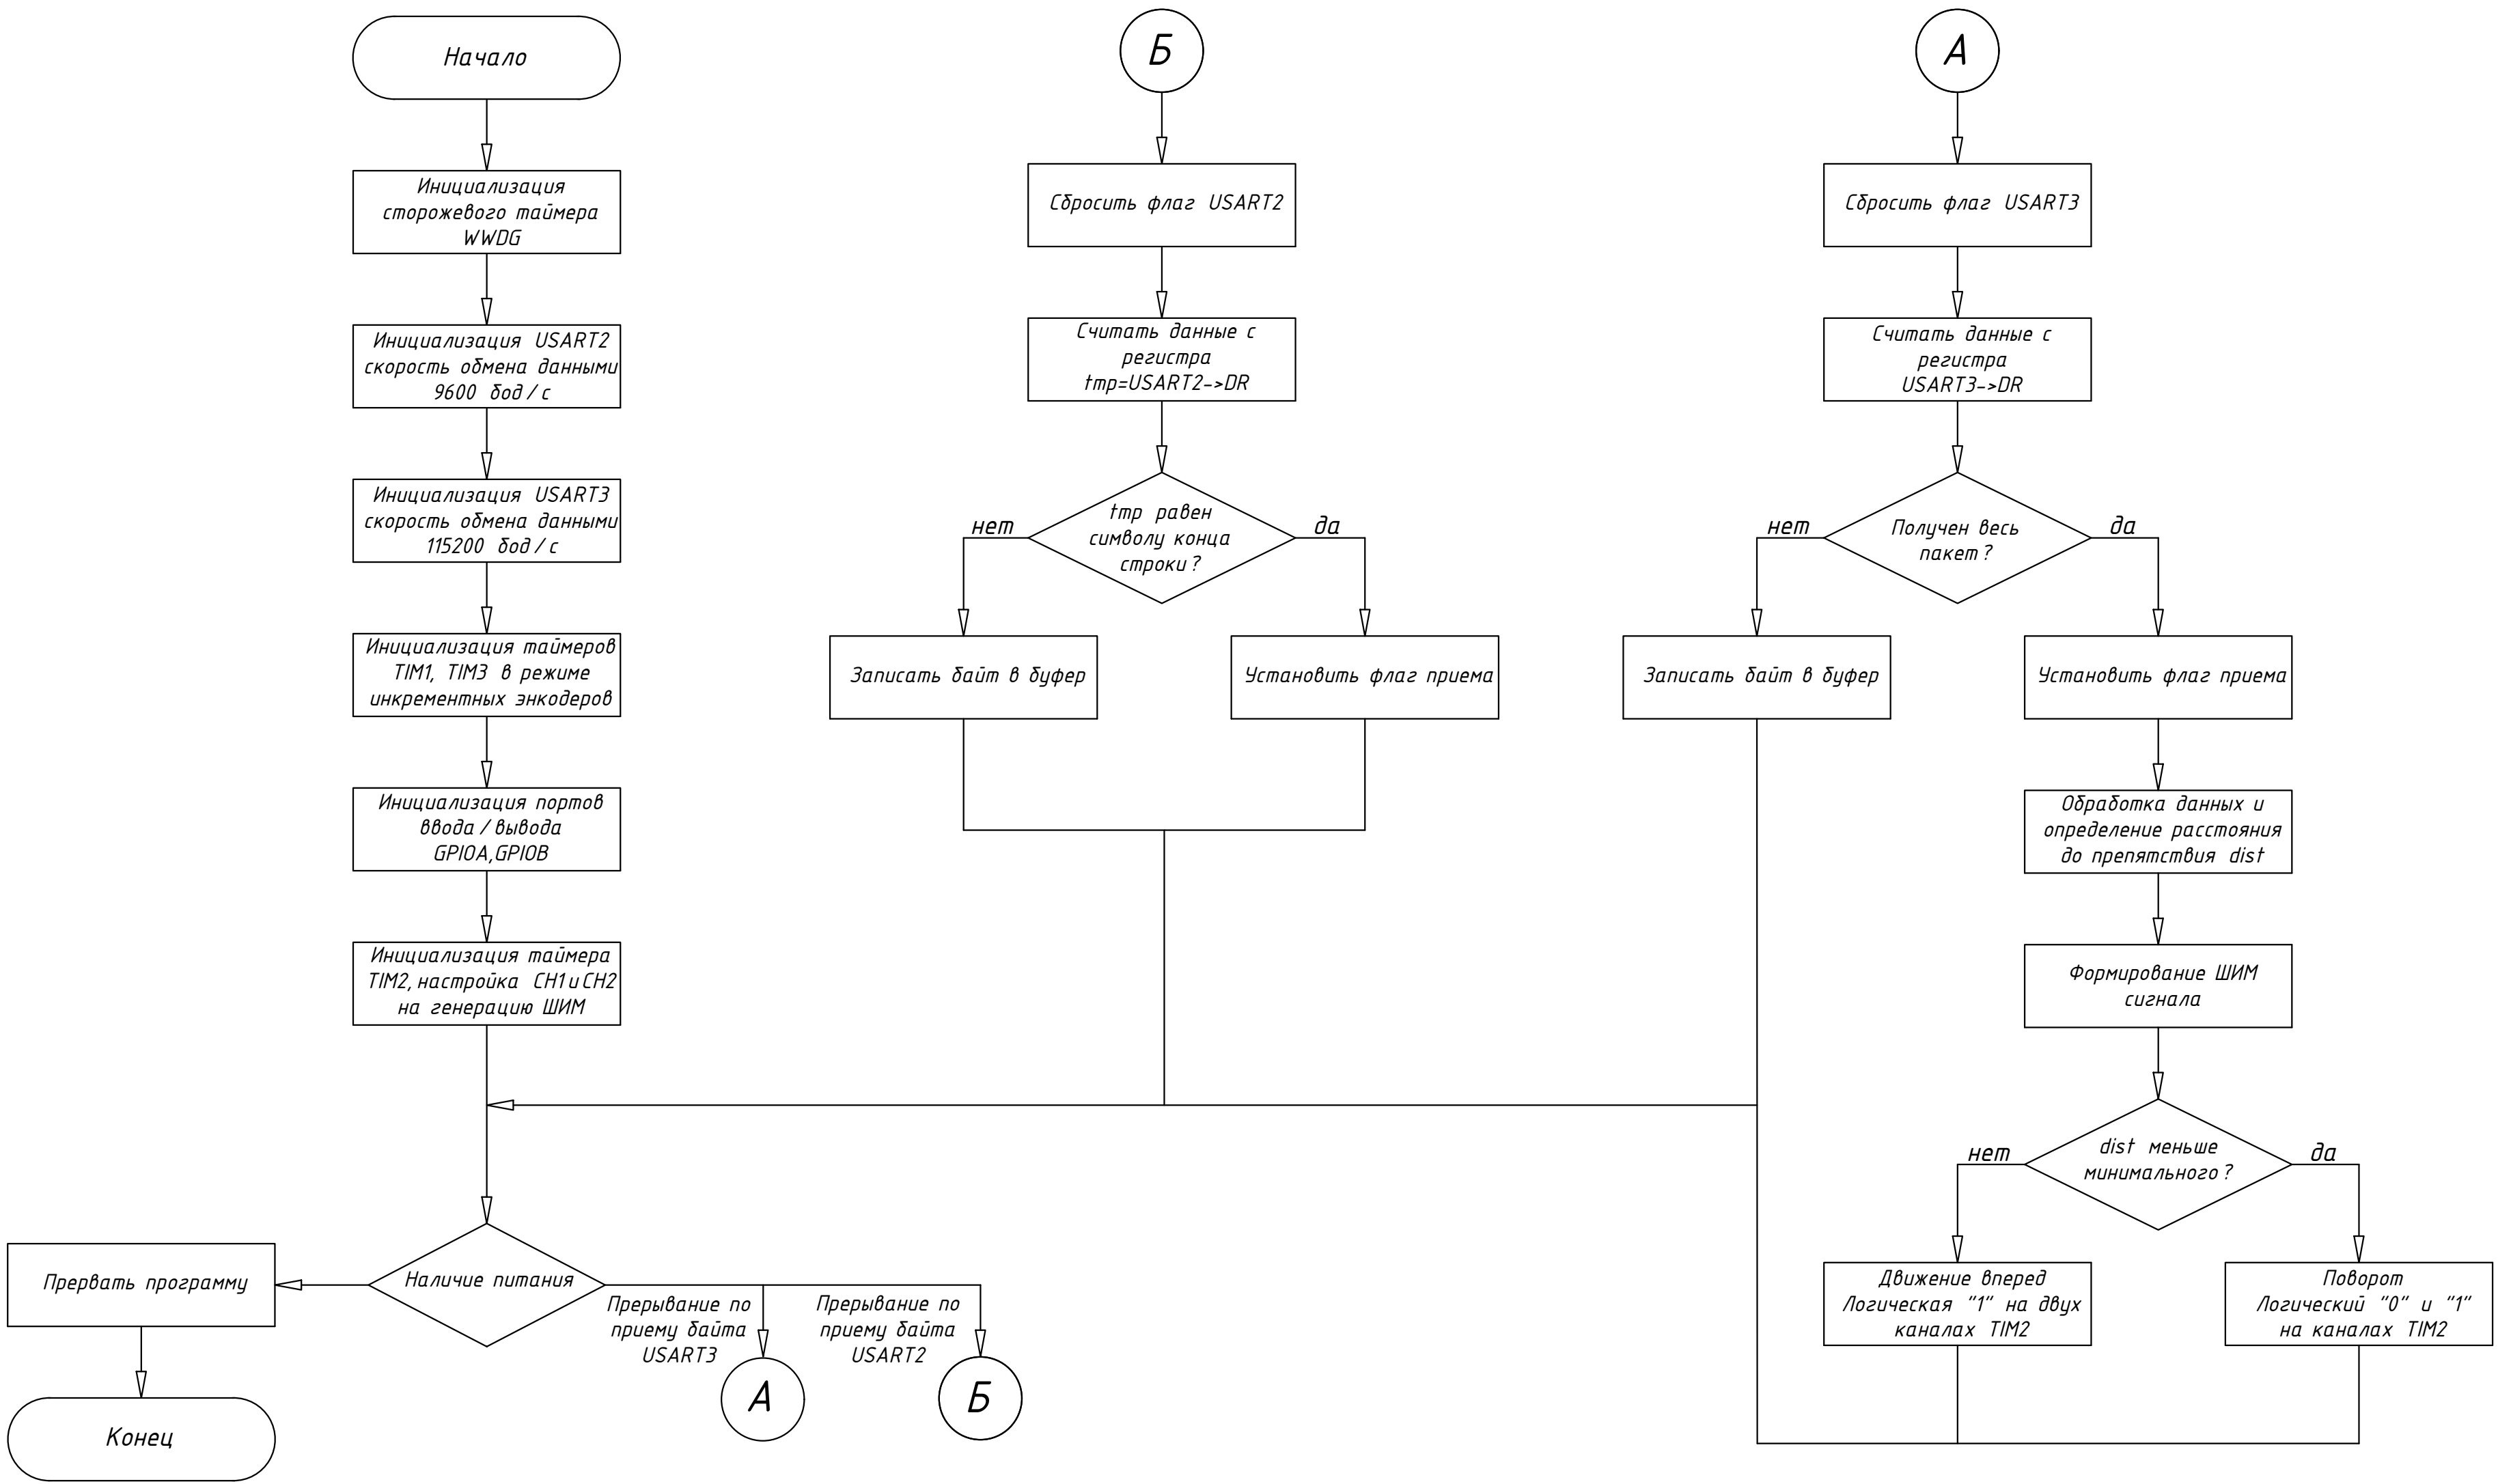 Начало
Инициализация
сторожевого таймера
WWDG
Инициализация USART2
скорость обмена данными
9600 бод/с
Инициализация USART3
скорость обмена данными
115200 бод/с
Инициализация таймеров
TIM1, TIM3 в режиме
инкрементных энкодеров
Инициализация портов
ввода/вывода
GPIOA,GPIOB
Инициализация таймера
TIM2, настройка CH1 и CH2
на генерацию ШИМ
Наличие питания
Прервать программу
Конец
Прерывание по
приему байта
USART3
А
Прерывание по
приему байта
USART2
Б
Б
Сбросить флаг USART2
Считать данные с
регистра
tmp=USART2->DR
tmp равен
символу конца
строки?
нет
да
Записать байт в буфер
Установить флаг приема
А
Сбросить флаг USART3
Считать данные с
регистра
USART3->DR
Получен весь
пакет?
нет
да
Записать байт в буфер
Установить флаг приема
Обработка данных и
определение расстояния
до препятствия dist
Формирование ШИМ
сигнала
dist меньше
минимального?
нет
да
Движение вперед
Логическая "1" на двух
каналах TIM2
Поворот
Логический "0" и "1"
на каналах TIM2